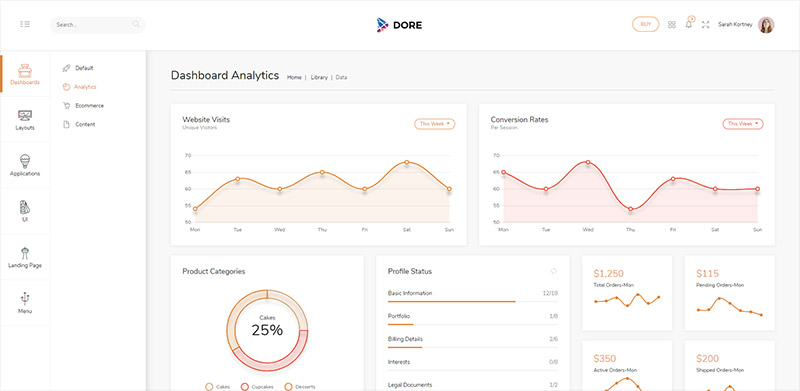 Search...
DORE
BUY
3
Sarah Kortney
Dashboards
Layouts
Applications
UI
Landing Page
Menu
Default
Analytics
Ecommerce
Content
Dashboard Analytics
Home | Library | Data
Website Visits
Unique Visitors
This Week
70
65
60
55
50
Mon Tue Wed Thu Fri Sat Sun
Conversion Rates
Per Session
This Week
70
65
60
55
50
Mon Tue Wed Thu Fri Sat Sun
Product Categories
Cakes
25%
Cakes Cupcakes Desserts
Profile Status
Basic Information 12/18
Portfolio 1/8
Billing Details 2/6
Interests 0/8
Legal Documents 1/2
$1,250
Total Orders-Mon
$115
Pending Orders-Mon
$350
Active Orders-Mon
$200
Shipped Orders-Mon